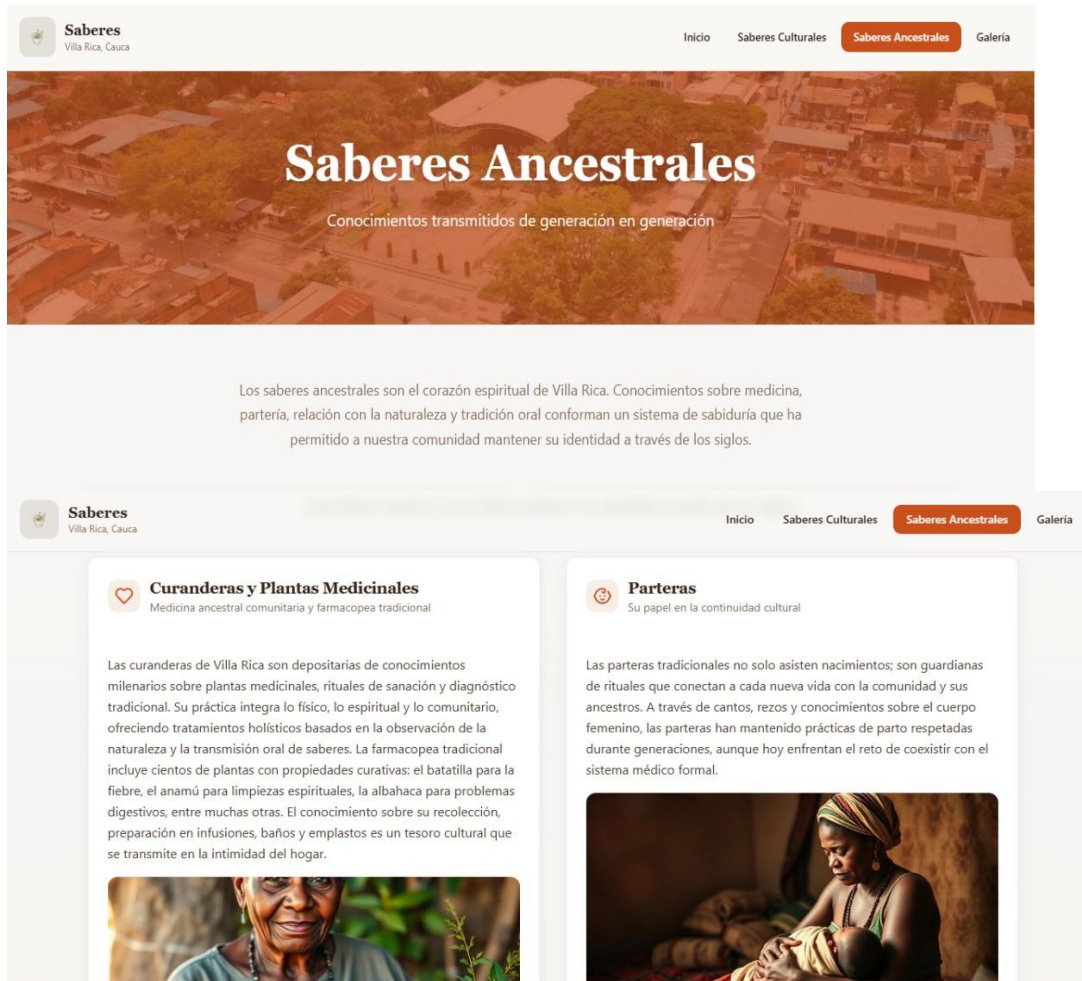 Saberes
Villa Rica, Cauca
Inicio Saberes Culturales Saberes Ancestrales Galería
Saberes Ancestrales
Conocimientos transmitidos de generación en generación
Los saberes ancestrales son el corazón espiritual de Villa Rica. Conocimientos sobre medicina,
partería, relación con la naturaleza y tradición oral conforman un sistema de sabiduría que ha
permitido a nuestra comunidad mantener su identidad a través de los siglos.
Saberes
Villa Rica, Cauca
Inicio Saberes Culturales Saberes Ancestrales Galería
Curanderas y Plantas Medicinales
Medicina ancestral comunitaria y farmacopea tradicional
Las curanderas de Villa Rica son depositarias de conocimientos
milenarios sobre plantas medicinales, rituales de sanación y diagnóstico
tradicional. Su práctica integra lo físico, lo espiritual y lo comunitario,
ofreciendo tratamientos holísticos basados en la observación de la
naturaleza y la transmisión oral de saberes. La farmacopea tradicional
incluye cientos de plantas con propiedades curativas: el batatilla para la
fiebre, el anamú para limpiezas espirituales, la albahaca para problemas
digestivos, entre muchas otras. El conocimiento sobre su recolección,
preparación en infusiones, baños y emplastos es un tesoro cultural que
se transmite en la intimidad del hogar.
Parteras
Su papel en la continuidad cultural
Las parteras tradicionales no solo asisten nacimientos; son guardianas
de rituales que conectan a cada nueva vida con la comunidad y sus
ancestros. A través de cantos, rezos y conocimientos sobre el cuerpo
femenino, las parteras han mantenido prácticas de parto respetadas
durante generaciones, aunque hoy enfrentan el reto de coexistir con el
sistema médico formal.